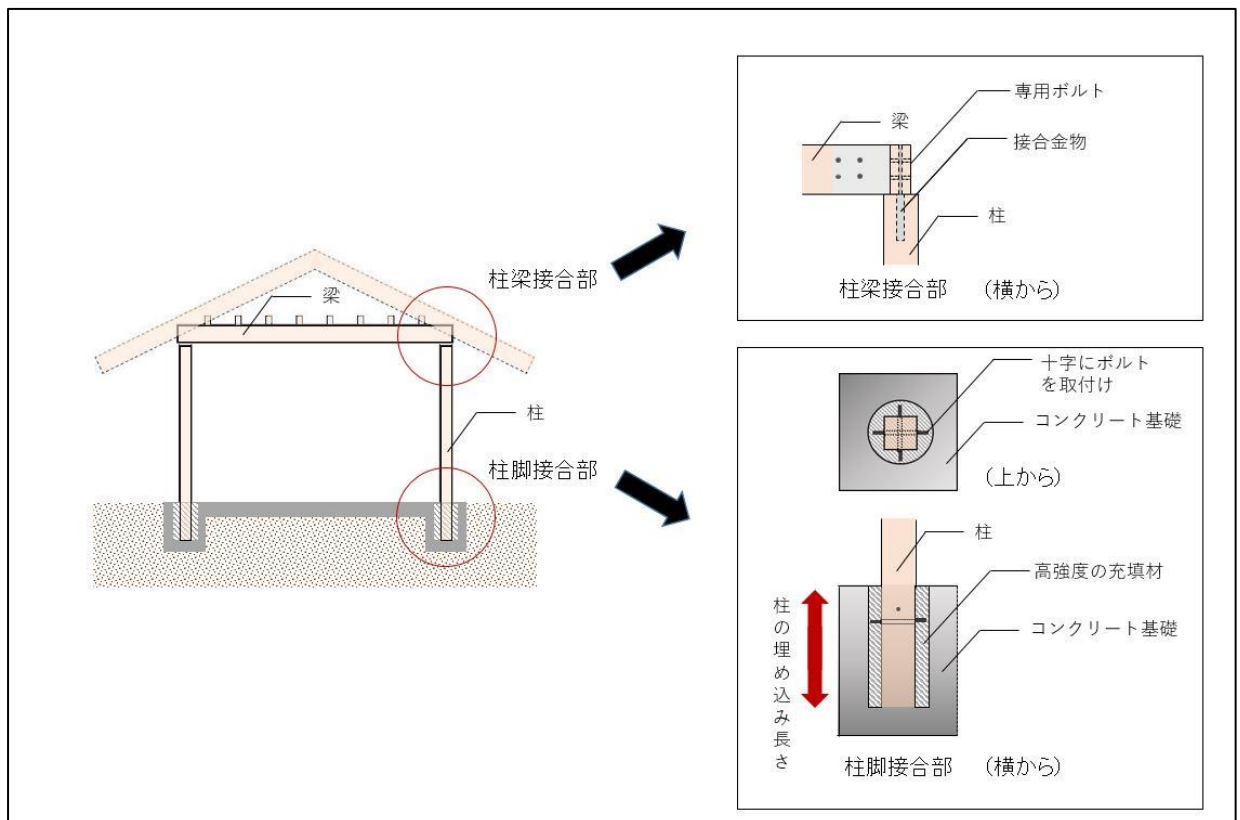 柱梁接合部
梁
柱
柱脚接合部
専用ボルト
梁
接合金物
柱
柱梁接合部 (横から)
十字にボルト
を取付け
コンクリート基礎
(上から)
柱
高強度の充填材
柱の埋め込み長さ
コンクリート基礎
柱脚接合部 (横から)